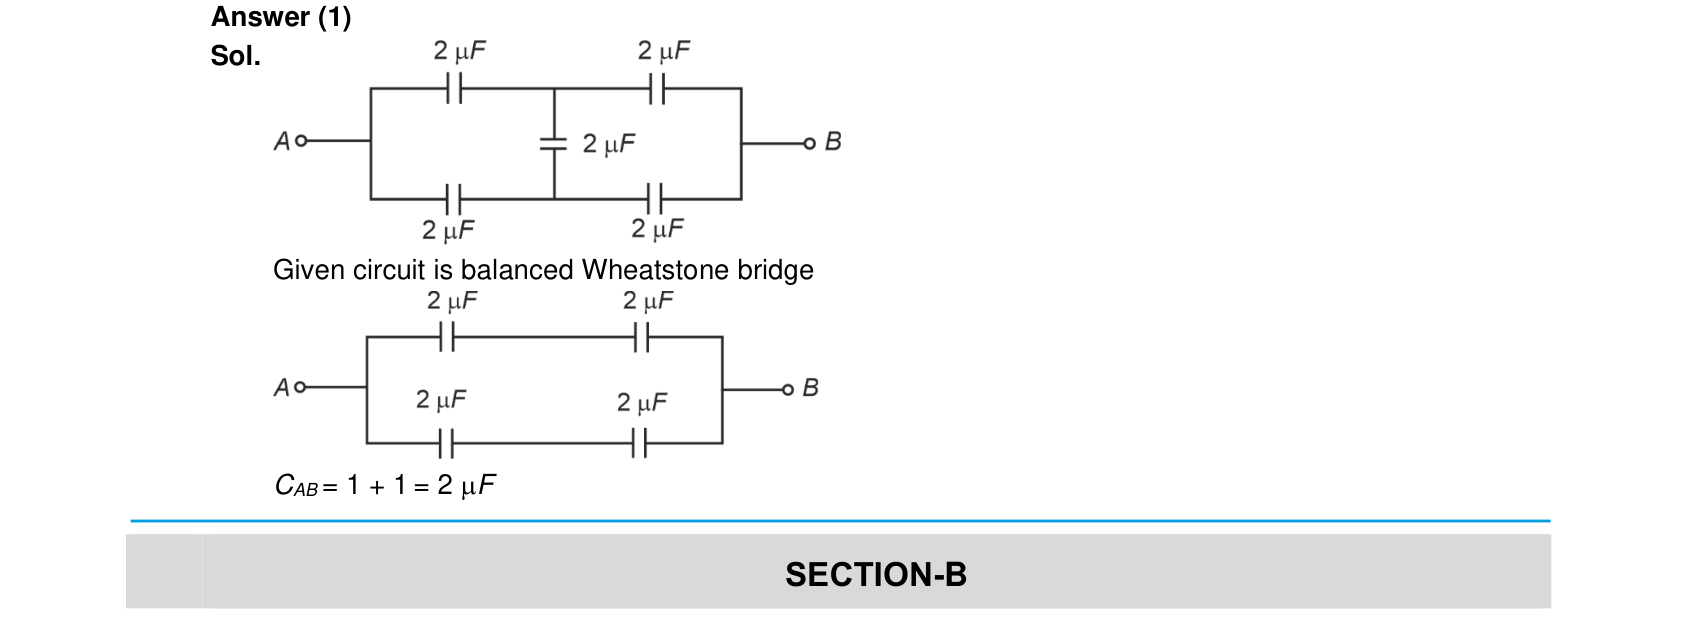 Answer (1)
Sol.
2 μF 2 μF
A 2 μF B
2 μF 2 μF
Given circuit is balanced Wheatstone bridge
2 μF 2 μF
A B
2 μF 2 μF
CAB = 1 + 1 = 2 μF
SECTION-B